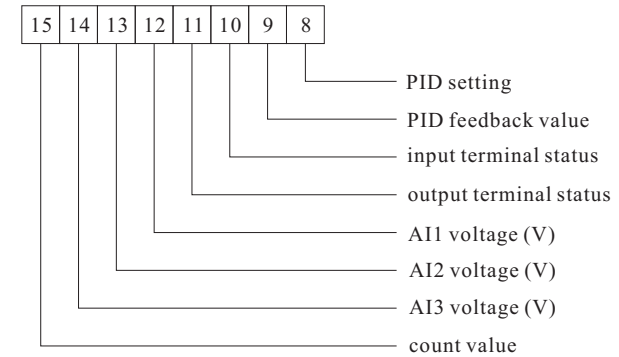 15 14 13 12 11 10 9 8
PID setting
PID feedback value
input terminal status
output terminal status
AI1 voltage (V)
AI2 voltage (V)
AI3 voltage (V)
count value